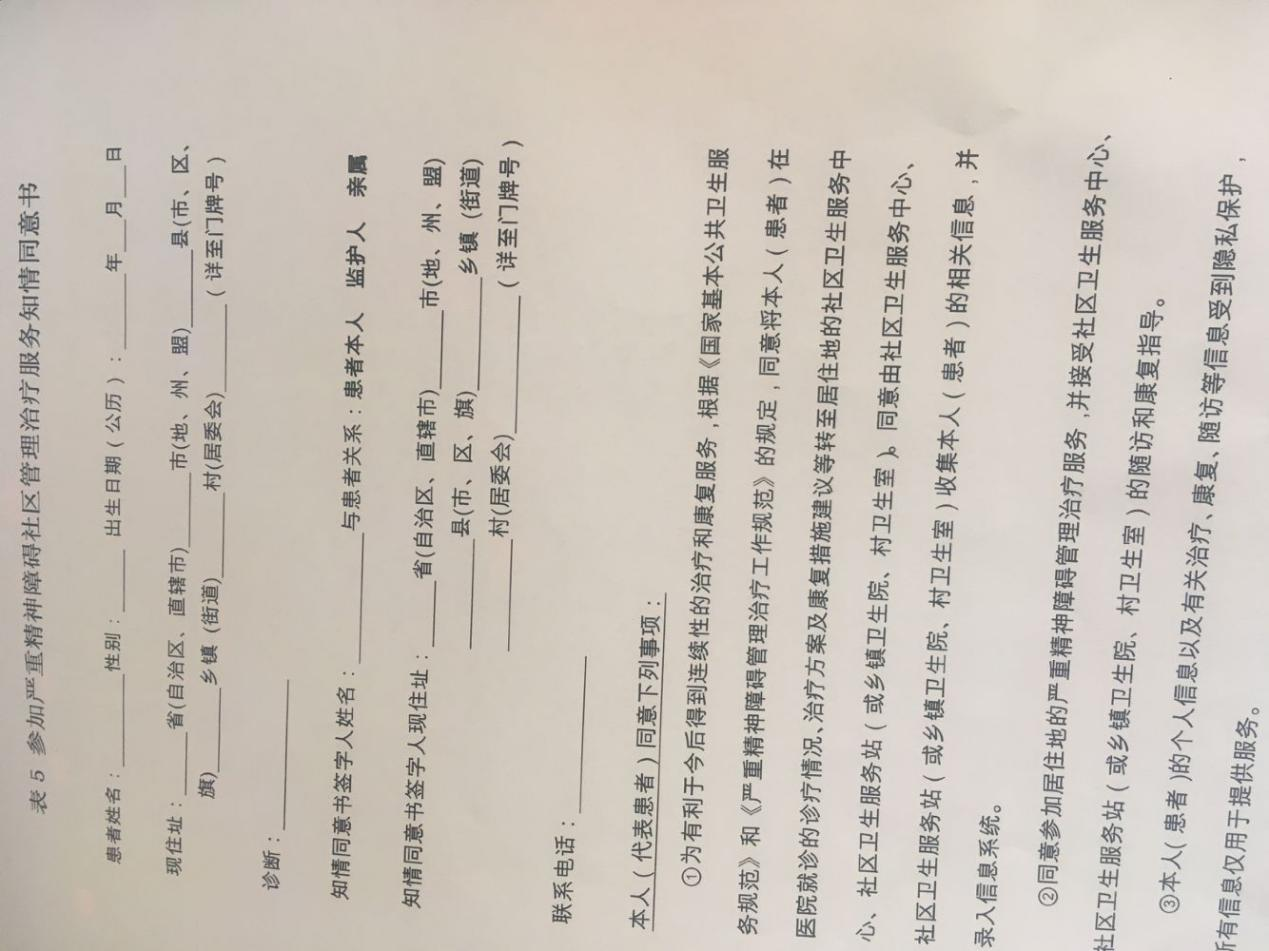 表 5 参加严重精神障碍社区管理治疗服务知情同意书
患者姓名：________性别：____ 出生日期（公历）：______年___月___日
现住址：_____省(自治区、直辖市)______市(地、州、盟)______县(市、区、
旗)______乡镇 (街道)______村(居委会)______（详至门牌号）
诊断：____________
知情同意书签字人姓名：__________与患者关系：患者本人 监护人 亲属
知情同意书签字人现住址：_____省(自治区、直辖市)______市(地、州、盟)
______县(市、区、旗)________乡镇 (街道)
________村(居委会)________（详至门牌号）
联系电话：____________
本人（代表患者）同意下列事项：
①为有利于今后得到连续性的治疗和康复服务，根据《国家基本公共卫生服
务规范》和《严重精神障碍管理治疗工作规范》的规定，同意将本人（患者）在
医院就诊的诊疗情况、治疗方案及康复措施建议等转至居住地的社区卫生服务中
心、社区卫生服务站（或乡镇卫生院、村卫生室）。同意由社区卫生服务中心、
社区卫生服务站（或乡镇卫生院、村卫生室）收集本人（患者）的相关信息，并
录入信息系统。
②同意参加居住地的严重精神障碍管理治疗服务，并接受社区卫生服务中心、
社区卫生服务站（或乡镇卫生院、村卫生室）的随访和康复指导。
③本人（患者）的个人信息以及有关治疗、康复、随访等信息受到隐私保护，
所有信息仅用于提供服务。